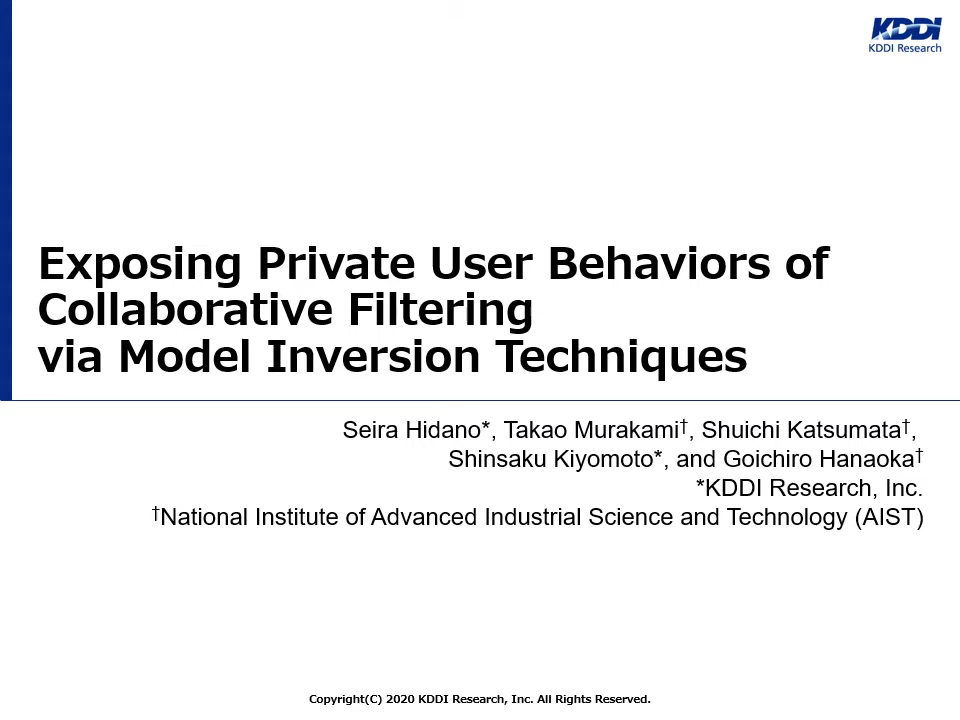 KDDI
KDDI Research
Exposing Private User Behaviors of
Collaborative Filtering
via Model Inversion Techniques
Seira Hidano*, Takao Murakami†, Shuichi Katsumata†,
Shinsaku Kiyomoto*, and Goichiro Hanaoka†
*KDDI Research, Inc.
†National Institute of Advanced Industrial Science and Technology (AIST)
Copyright(C) 2020 KDDI Research, Inc. All Rights Reserved.